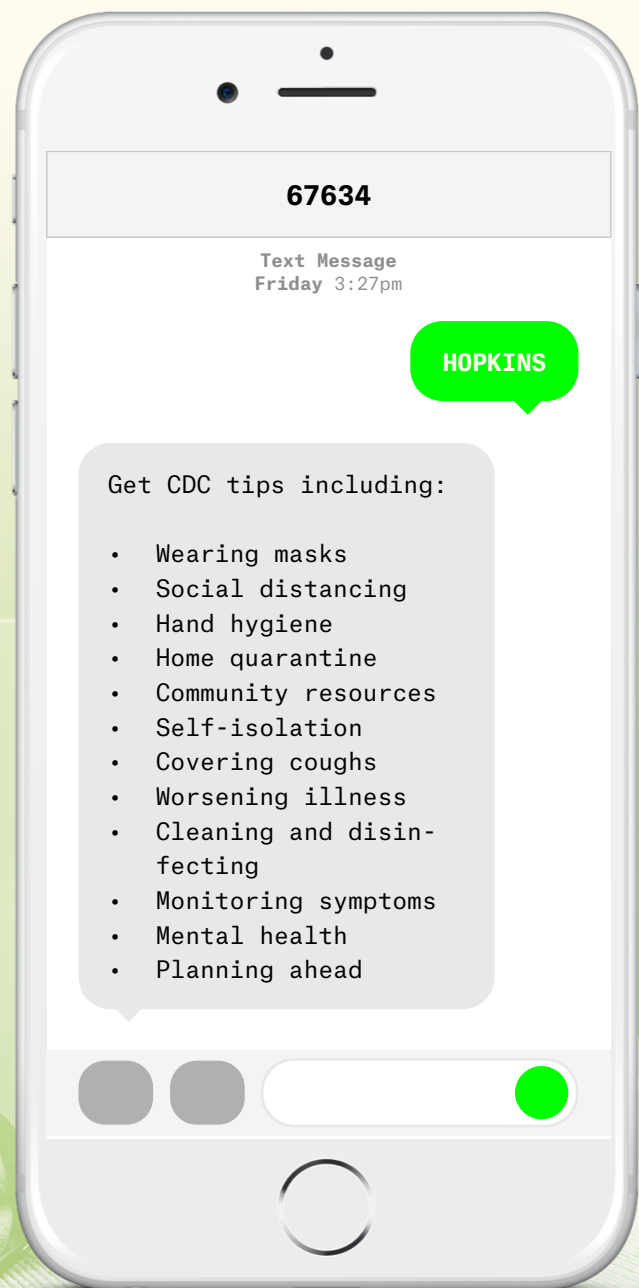 67634
Text Message
Friday 3:27pm
HOPKINS
Get CDC tips including:
• Wearing masks
• Social distancing
• Hand hygiene
• Home quarantine
• Community resources
• Self-isolation
• Covering coughs
• Worsening illness
• Cleaning and disin-
fecting
• Monitoring symptoms
• Mental health
• Planning ahead